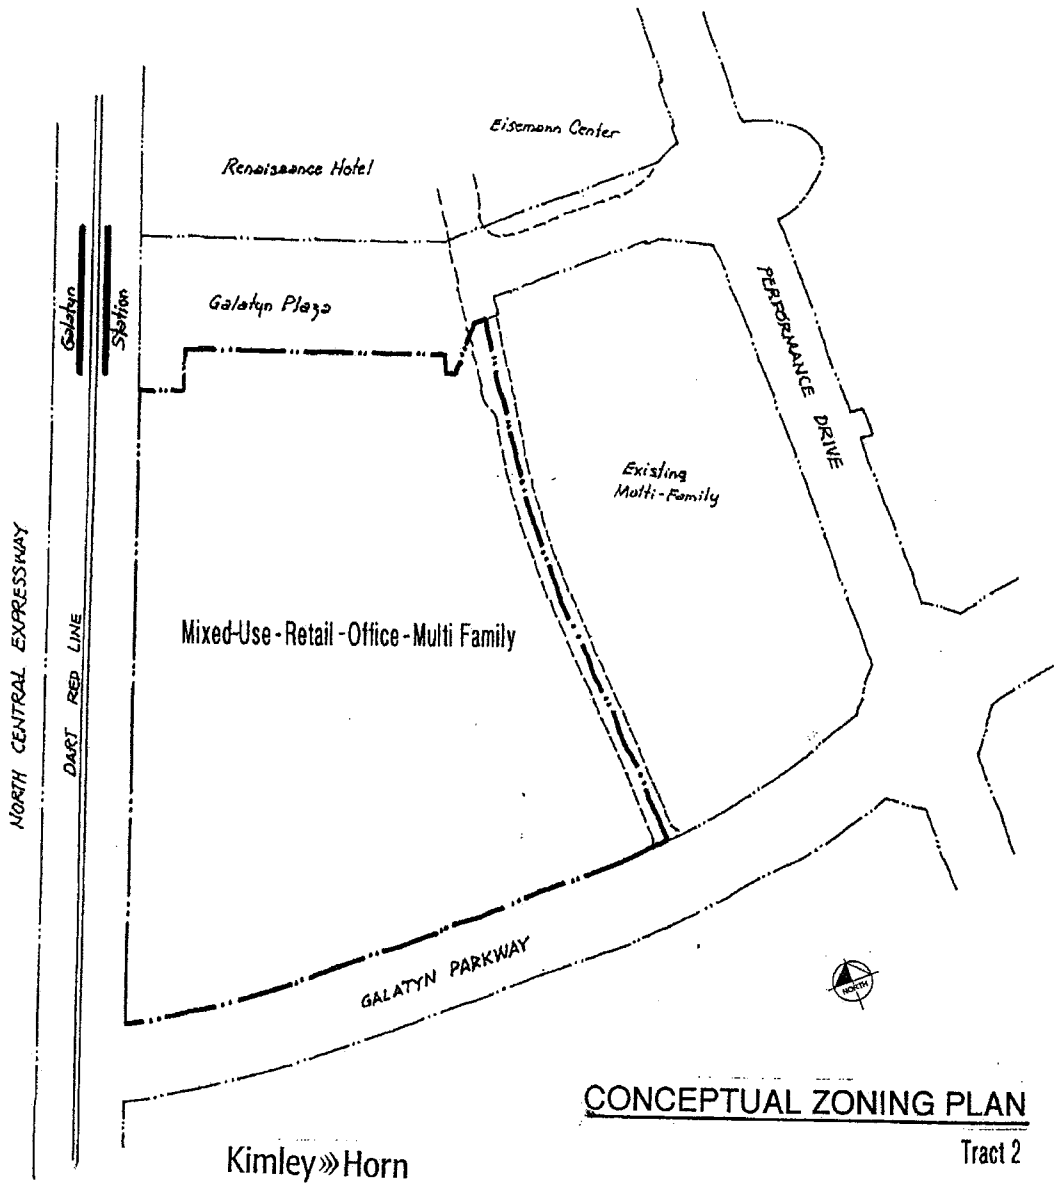 Eisemann Center
Renaissance Hotel
Galatyn Plaza
Galatyn
Station
PERFORMANCE DRIVE
Existing
Multi-Family
NORTH CENTRAL EXPRESSWAY
DART RED LINE
Mixed-Use-Retail-Office-Multi Family
GALATYN PARKWAY
NORTH
CONCEPTUAL ZONING PLAN
Tract 2
Kimley»Horn